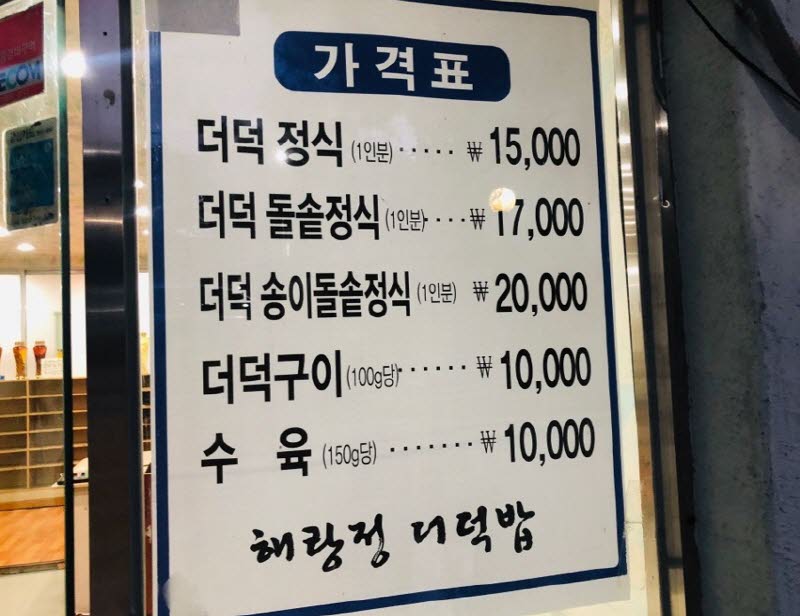 가격표
더덕 정식 (1인분) ····· ₩ 15,000
더덕 돌솥정식 (1인분) ···· ₩ 17,000
더덕 송이돌솥정식 (1인분) ₩ 20,000
더덕구이 (100g당) ······ ₩ 10,000
수 육 (150g당) ········ ₩ 10,000
해랑정 더덕밥